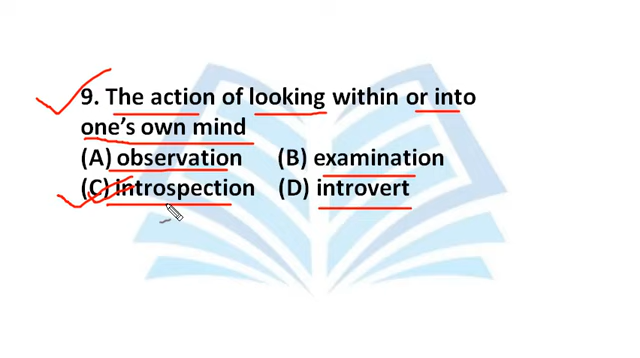 9. The action of looking within or into
one's own mind
(A) observation (B) examination
(C) introspection (D) introvert